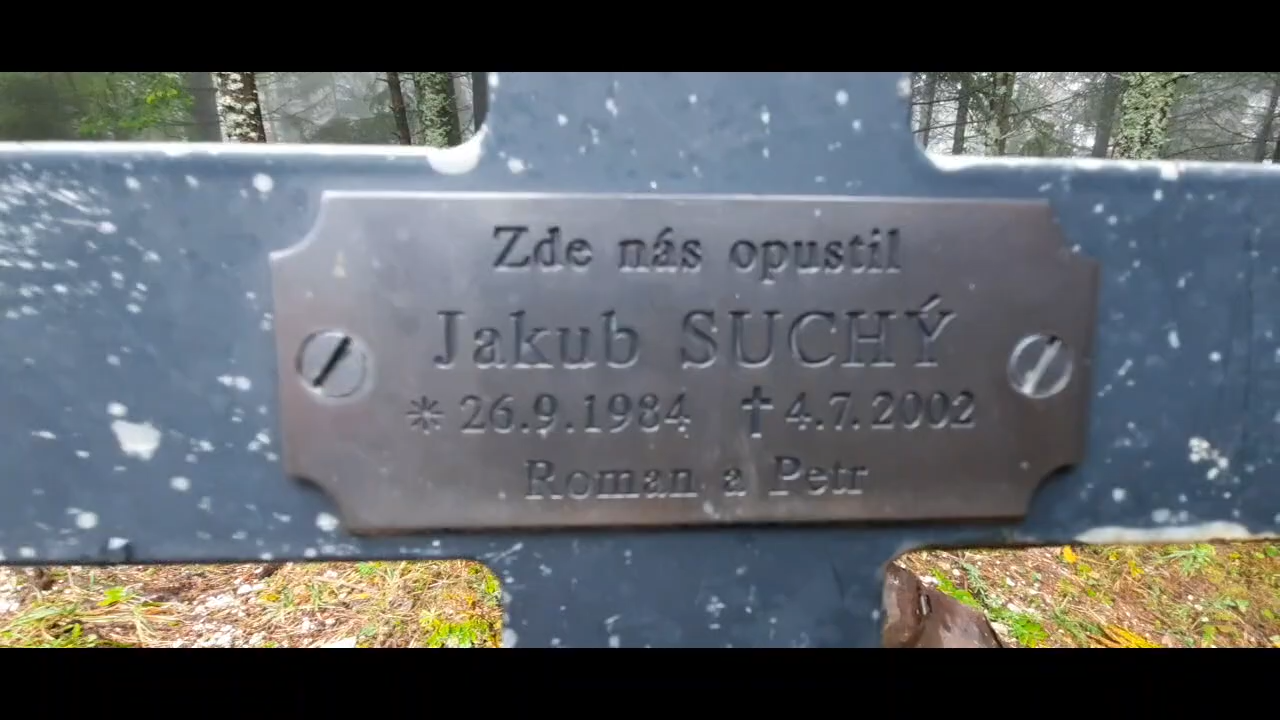 Zde nás opustil
Jakub SUCHÝ
* 26.9.1984 † 4.7.2002
Roman a Petr